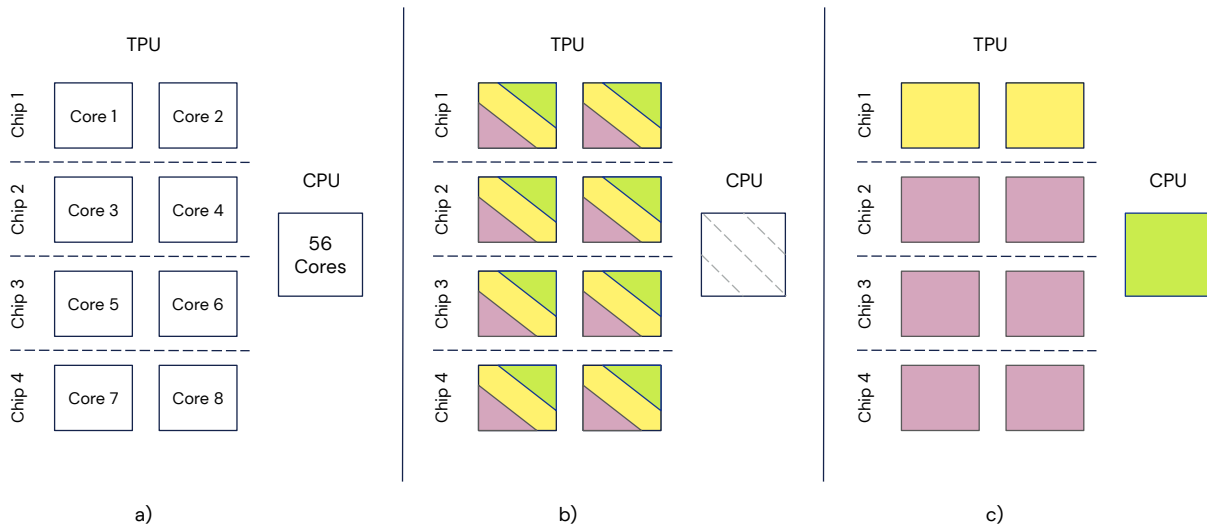 TPU
Chip 1
Core 1
Core 2
Chip 2
Core 3
Core 4
Chip 3
Core 5
Core 6
Chip 4
Core 7
Core 8
CPU
56
Cores
a)
TPU
Chip 1
Chip 2
Chip 3
Chip 4
CPU
b)
TPU
Chip 1
Chip 2
Chip 3
Chip 4
CPU
c)